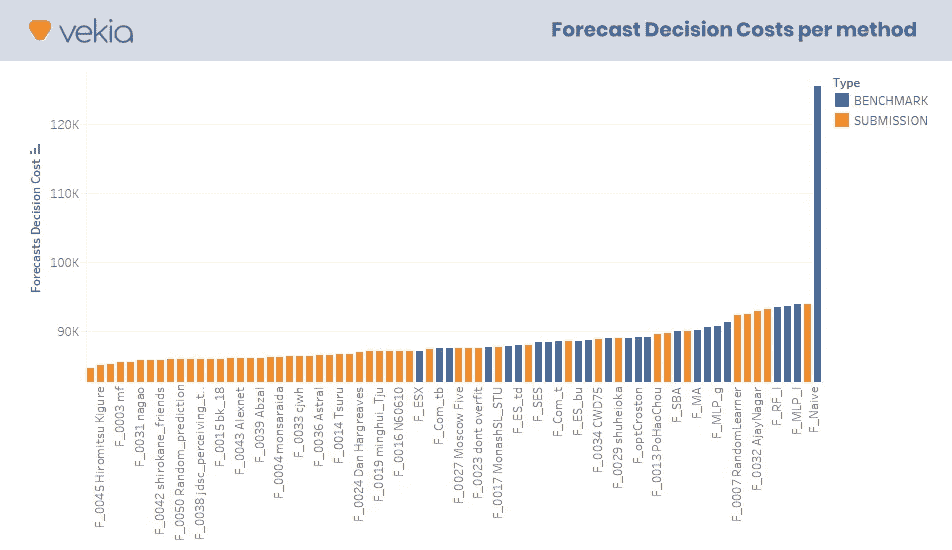 vekia
Forecast Decision Costs per method
Type
BENCHMARK
SUBMISSION
Forecasts Decision Cost
120K
110K
100K
90K
F_0045 Hiromitsu Kigure
F_0003 mf
F_0031 nagao
F_0042 shirokane_friends
F_0050 Random_prediction
F_0038 jdsc_perceiving_t..
F_0015 bk_18
F_0043 Alexnet
F_0039 Abzal
F_0004 monsaraida
F_0033 cjwh
F_0036 Astral
F_0014 Tsuru
F_0024 Dan Hargreaves
F_0019 minghui_Tju
F_0016 N60610
F_ESX
F_Com_tb
F_0027 Moscow Five
F_0023 dont overfit
F_0017 MonashSL_STU
F_ES_td
F_SES
F_Com_t
F_ES_bu
F_0034 CWD75
F_0029 shuheioka
F_optCroston
F_0013 PoHaoChou
F_SBA
F_MA
F_MLP_g
F_0007 RandomLearner
F_0032 AjayNagar
F_RF_l
F_MLP_l
F_Naive